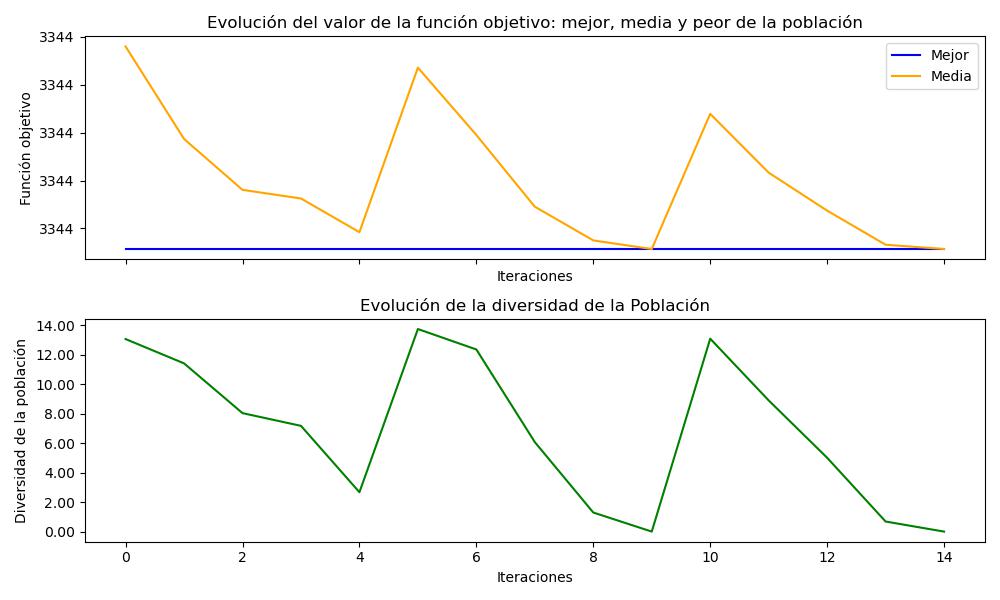 Evolución del valor de la función objetivo: mejor, media y peor de la población
3344
3344
3344
3344
3344
Función objetivo
Mejor
Media
Iteraciones
Evolución de la diversidad de la Población
14.00
12.00
10.00
8.00
6.00
4.00
2.00
0.00
Diversidad de la población
0 2 4 6 8 10 12 14
Iteraciones